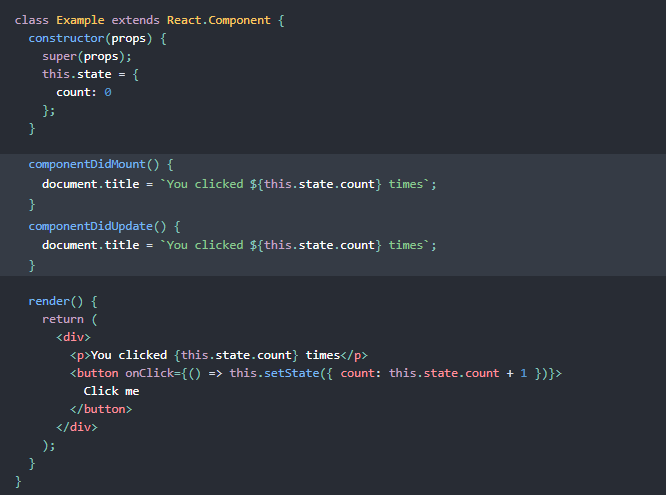 class Example extends React.Component {
  constructor(props) {
    super(props);
    this.state = {
      count: 0
    };
  }
  componentDidMount() {
    document.title = `You clicked ${this.state.count} times`;
  }
  componentDidUpdate() {
    document.title = `You clicked ${this.state.count} times`;
  }
  render() {
    return (
      <div>
        <p>You clicked {this.state.count} times</p>
        <button onClick={() => this.setState({ count: this.state.count + 1 })}>
          Click me
        </button>
      </div>
    );
  }
}